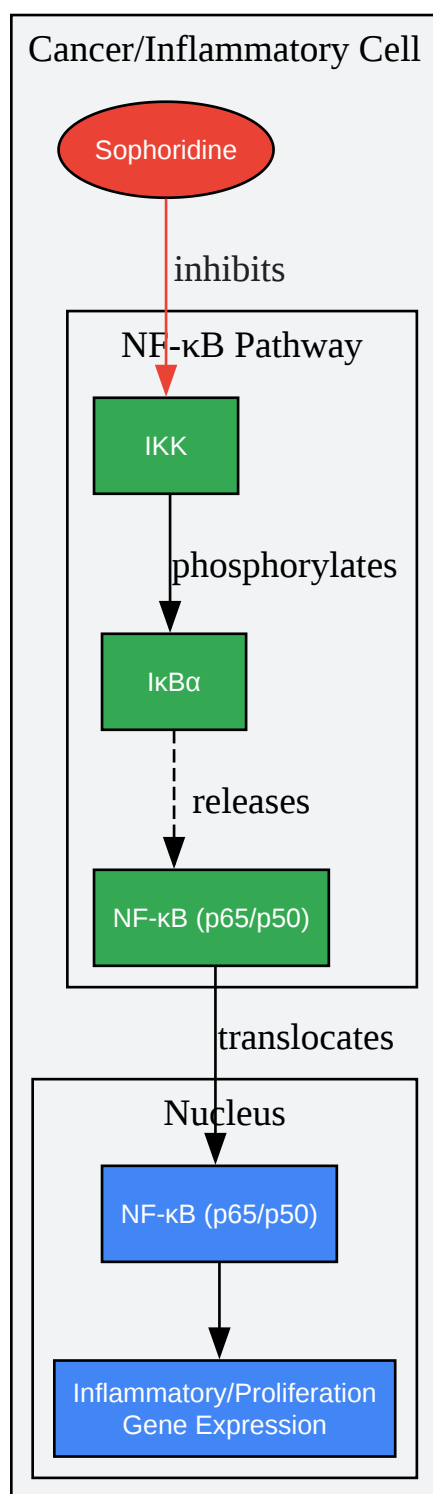 Cancer/Inflammatory Cell
Sophoridine
inhibits
NF-κB Pathway
IKK
phosphorylates
IκBα
releases
NF-κB (p65/p50)
translocates
Nucleus
NF-κB (p65/p50)
Inflammatory/Proliferation
Gene Expression